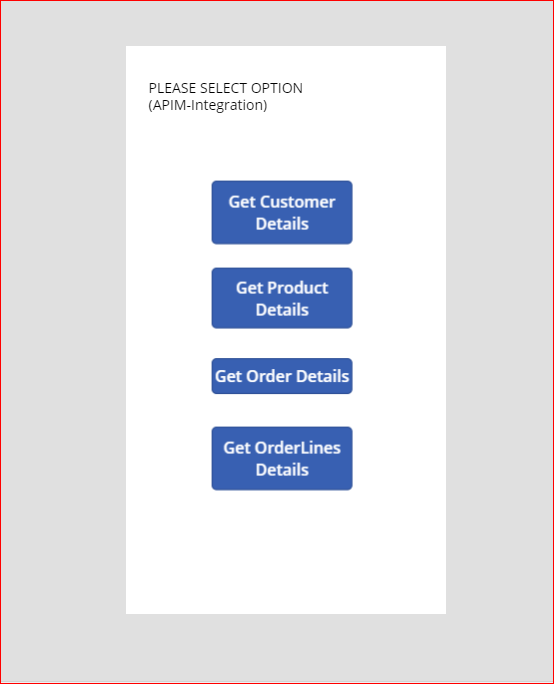 PLEASE SELECT OPTION
(APIM-Integration)
Get Customer
Details
Get Product
Details
Get Order Details
Get OrderLines
Details